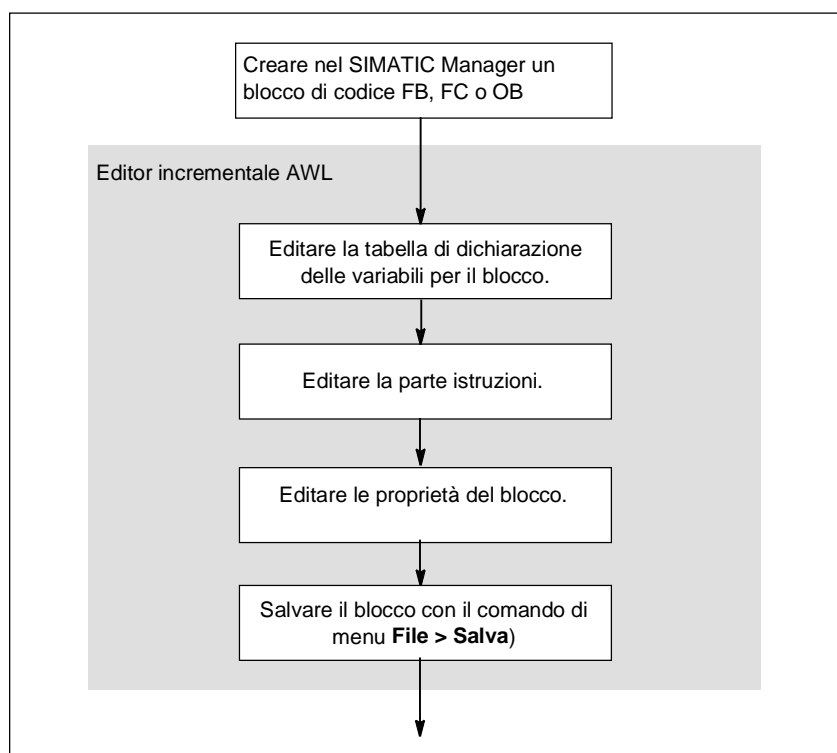 Creare nel SIMATIC Manager un
blocco di codice FB, FC o OB
Editor incrementale AWL
Editare la tabella di dichiarazione
delle variabili per il blocco.
Editare la parte istruzioni.
Editare le proprietà del blocco.
Salvare il blocco con il comando di
menu File > Salva)